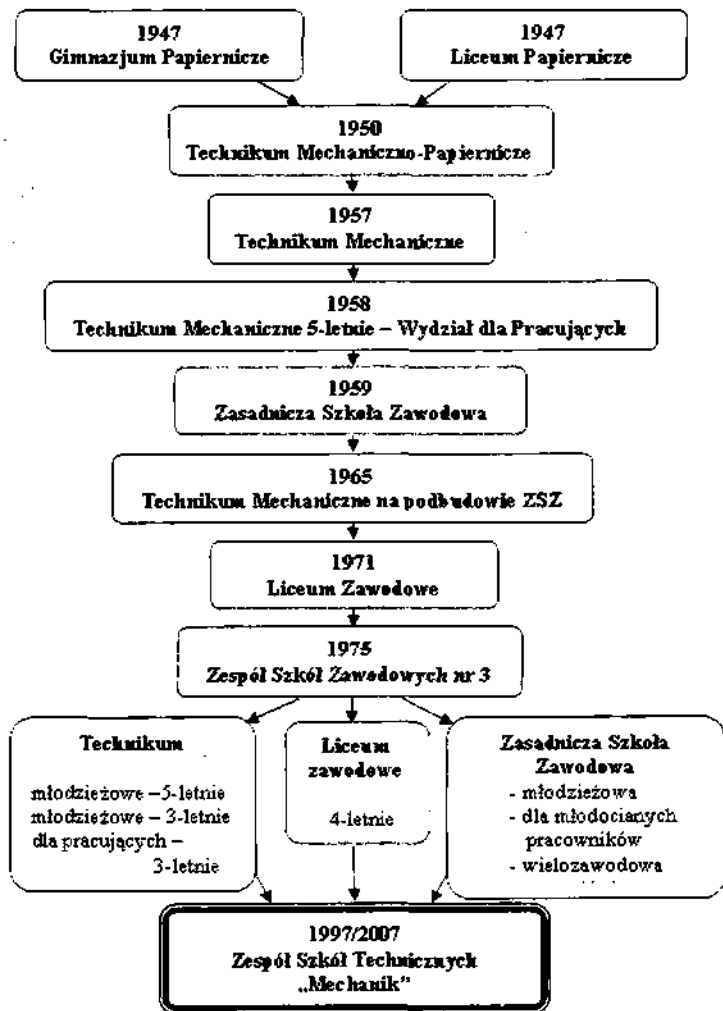 1947
Gimnazjum Papiernicze
1947
Liceum Papiernicze
1950
Technikum Mechaniczno-Papiernicze
1957
Technikum Mechaniczne
1958
Technikum Mechaniczne 5-letnie – Wydział dla Pracujących
1959
Zasadnicza Szkoła Zawodowa
1965
Technikum Mechaniczne na podbudowie ZSZ
1971
Liceum Zawodowe
1975
Zespół Szkół Zawodowych nr 3
Technikum
młodzieżowe –5-letnie
młodzieżowe – 3-letnie
dla pracujących –
3-letnie
Liceum
zawodowe
4-letnie
Zasadnicza Szkoła
Zawodowa
- młodzieżowa
- dla młodocianych
pracowników
- wielozawodowa
1997/2007
Zespół Szkół Technicznych
„Mechanik”